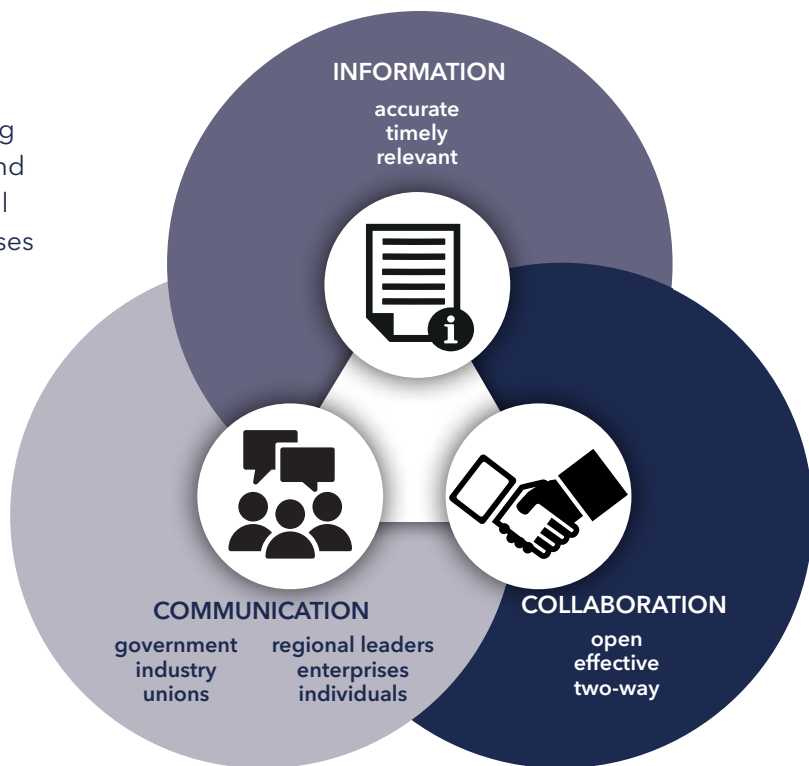 INFORMATION
accurate
timely
relevant
COMMUNICATION
government
industry
unions
regional leaders
enterprises
individuals
COLLABORATION
open
effective
two-way